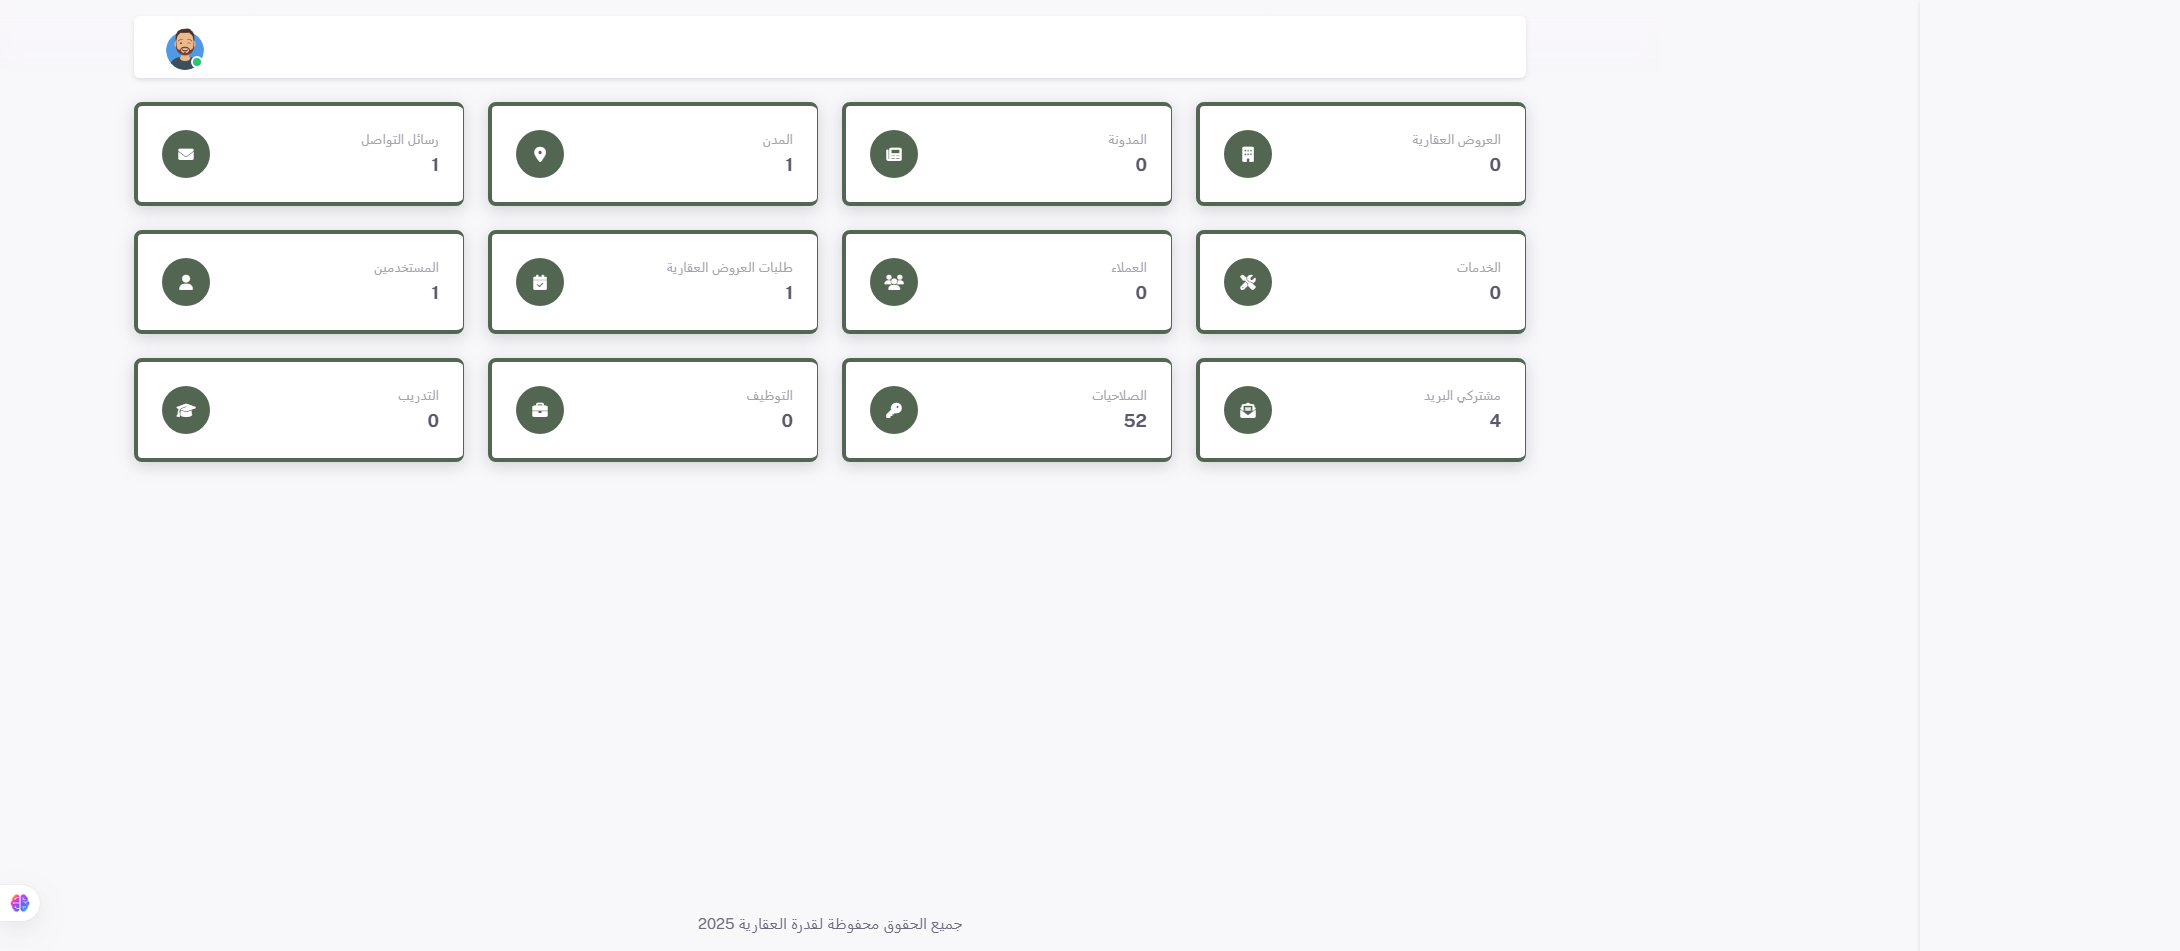 العروض العقارية
0
المدونة
0
المدن
1
رسائل التواصل
1
الخدمات
0
العملاء
0
طلبات العروض العقارية
1
المستخدمين
1
مشتركي البريد
4
الصلاحيات
52
التوظيف
0
التدريب
0
جميع الحقوق محفوظة لقدرة العقارية 2025